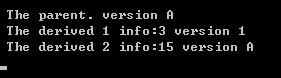 The parent. version A
The derived 1 info:3 version 1
The derived 2 info:15 version A